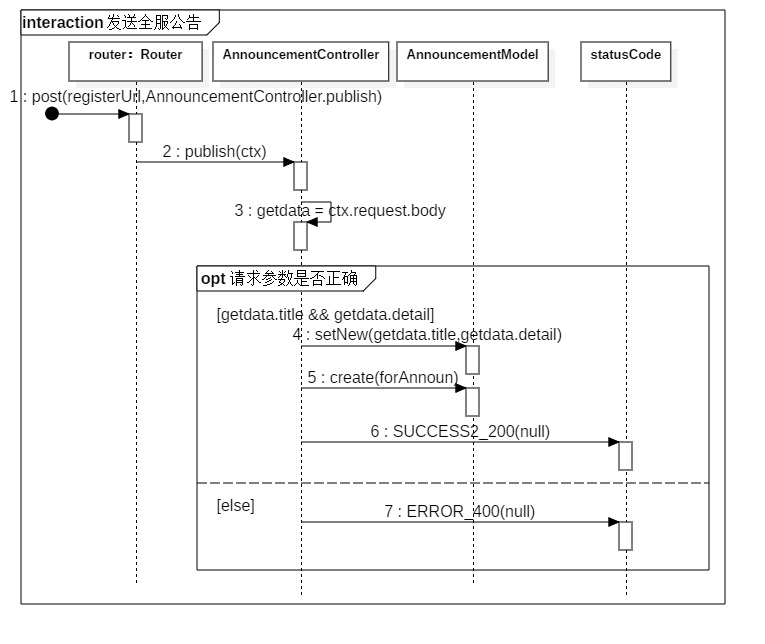 interaction 发送全服公告
router：Router
AnnouncementController
AnnouncementModel
statusCode
1 : post(registerUrl,AnnouncementController.publish)
2 : publish(ctx)
3 : getdata = ctx.request.body
opt 请求参数是否正确
[getdata.title && getdata.detail]
4 : setNew(getdata.title,getdata.detail)
5 : create(forAnnoun)
6 : SUCCESS2_200(null)
[else]
7 : ERROR_400(null)